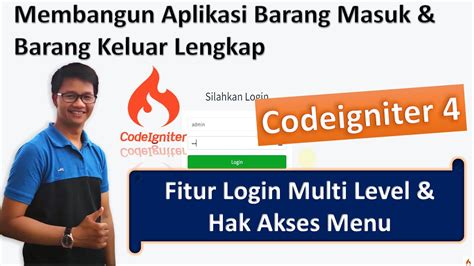 Membangun Aplikasi Barang Masuk &
Barang Keluar Lengkap
Silahkan Login
admin
Login
CodeIgniter
CodeIgniter
Codeigniter 4
Fitur Login Multi Level &
Hak Akses Menu